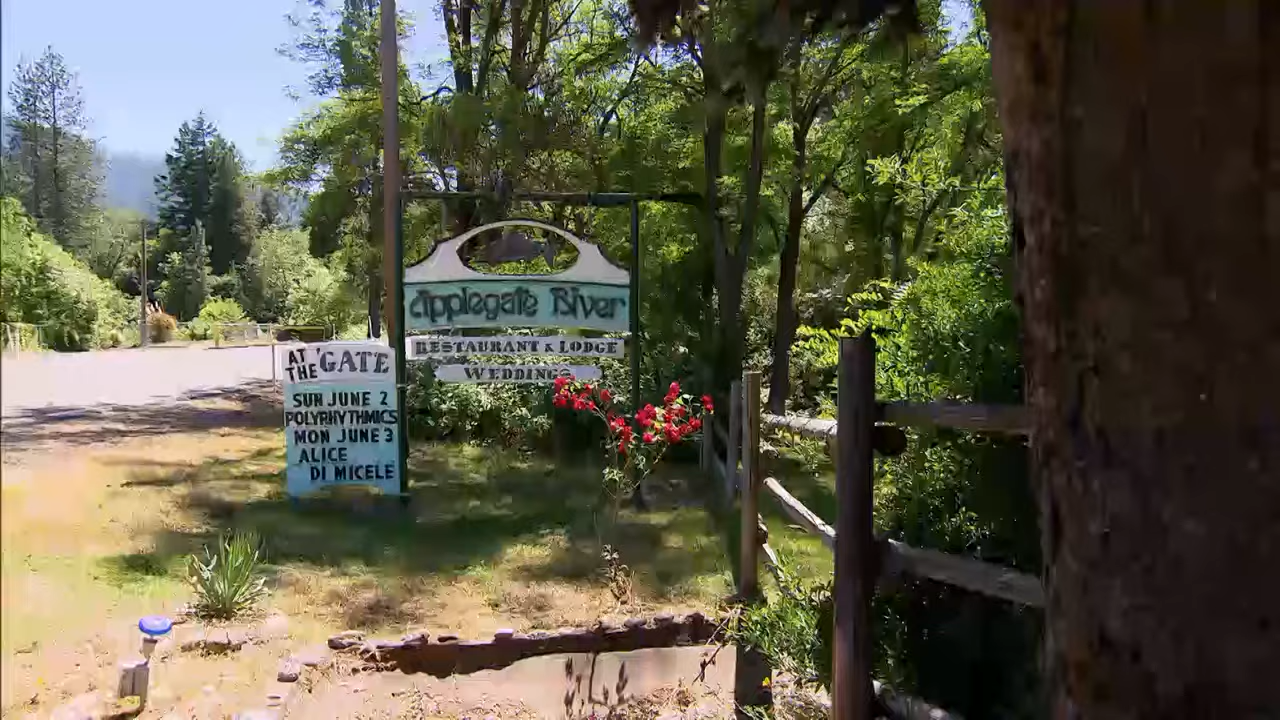 Applegate River
RESTAURANT & LODGE
WEDDINGS
AT THE 'GATE
SUN JUNE 2
POLYRHYTHMICS
MON JUNE 3
ALICE
DI MICELE